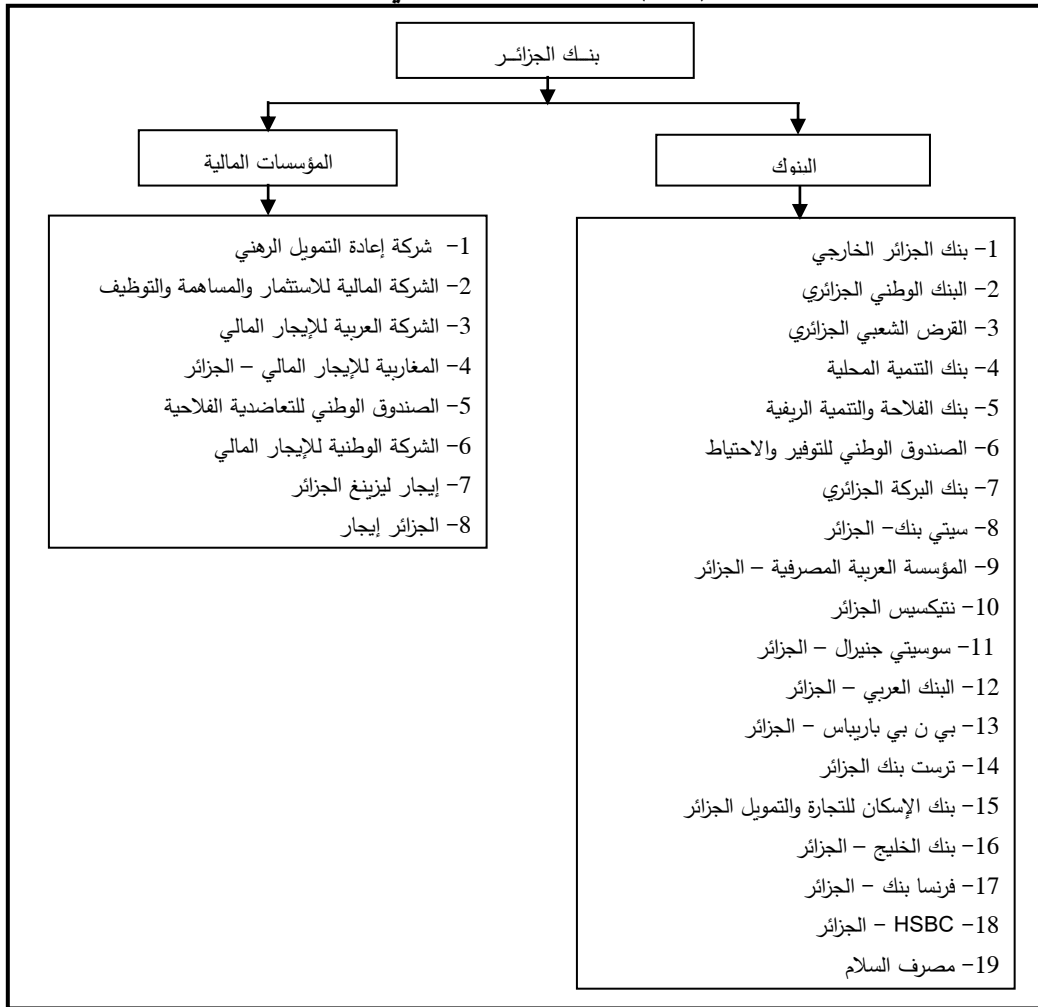 بنــك الجزائــر
البنوك
المؤسسات المالية
1- بنك الجزائر الخارجي
2- البنك الوطني الجزائري
3- القرض الشعبي الجزائري
4- بنك التنمية المحلية
5- بنك الفلاحة والتنمية الريفية
6- الصندوق الوطني للتوفير والاحتياط
7- بنك البركة الجزائري
8- سيتي بنك– الجزائر
9- المؤسسة العربية المصرفية – الجزائر
10- نتيكسيس الجزائر
11- سوسيتي جنيرال – الجزائر
12- البنك العربي – الجزائر
13- بي ن بي باريباس – الجزائر
14- ترست بنك الجزائر
15- بنك الإسكان للتجارة والتمويل الجزائر
16- بنك الخليج – الجزائر
17- فرنسا بنك – الجزائر
18- HSBC – الجزائر
19- مصرف السلام
1- شركة إعادة التمويل الرهني
2- الشركة المالية للاستثمار والمساهمة والتوظيف
3- الشركة العربية للإيجار المالي
4- المغاربية للإيجار المالي – الجزائر
5- الصندوق الوطني للتعاضدية الفلاحية
6- الشركة الوطنية للإيجار المالي
7- إيجار ليزينغ الجزائر
8- الجزائر إيجار